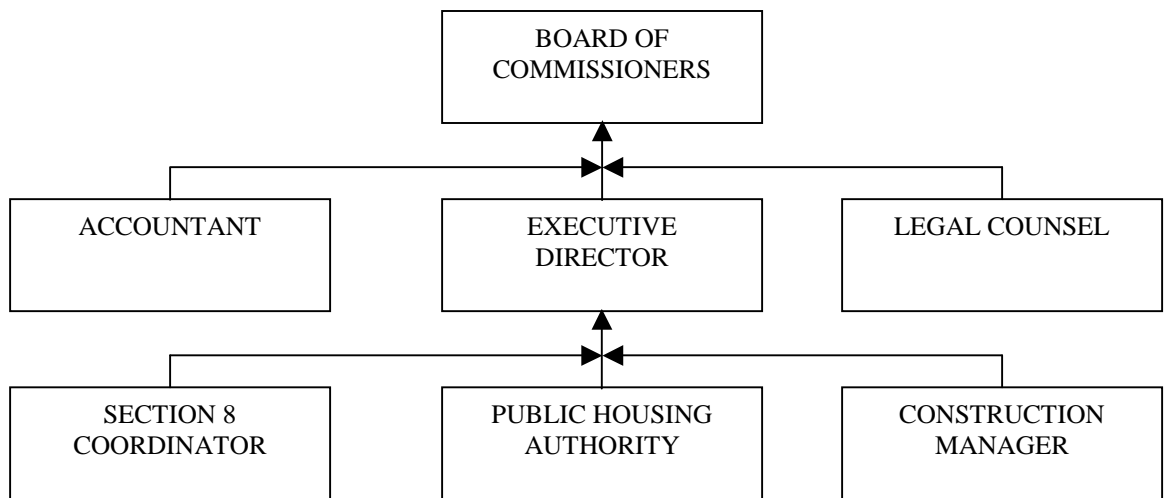 BOARD OF
COMMISSIONERS
ACCOUNTANT
EXECUTIVE
DIRECTOR
LEGAL COUNSEL
SECTION 8
COORDINATOR
PUBLIC HOUSING
AUTHORITY
CONSTRUCTION
MANAGER